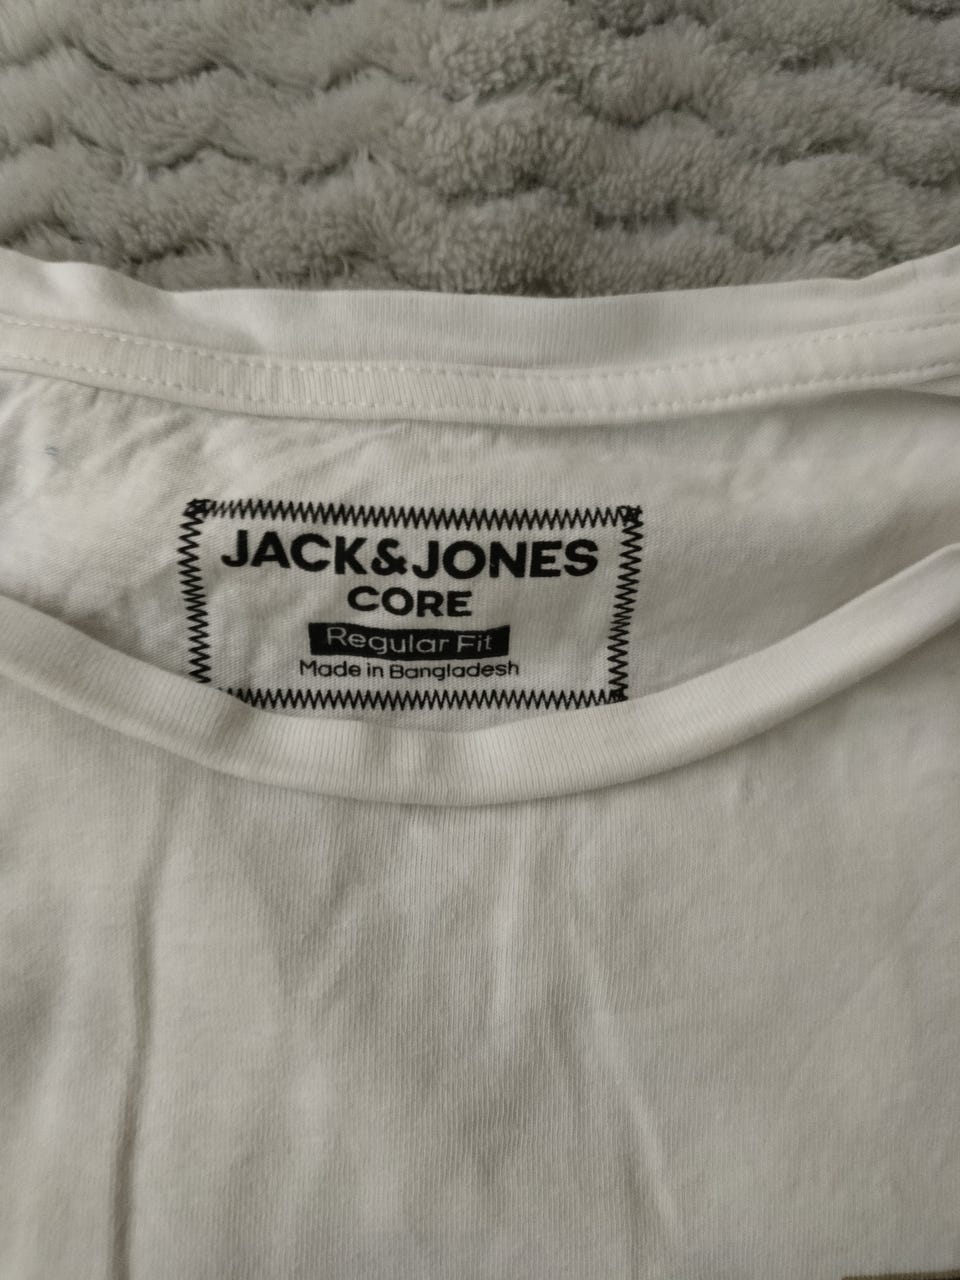 JACK&JONES
CORE
Regular Fit
Made in Bangladesh